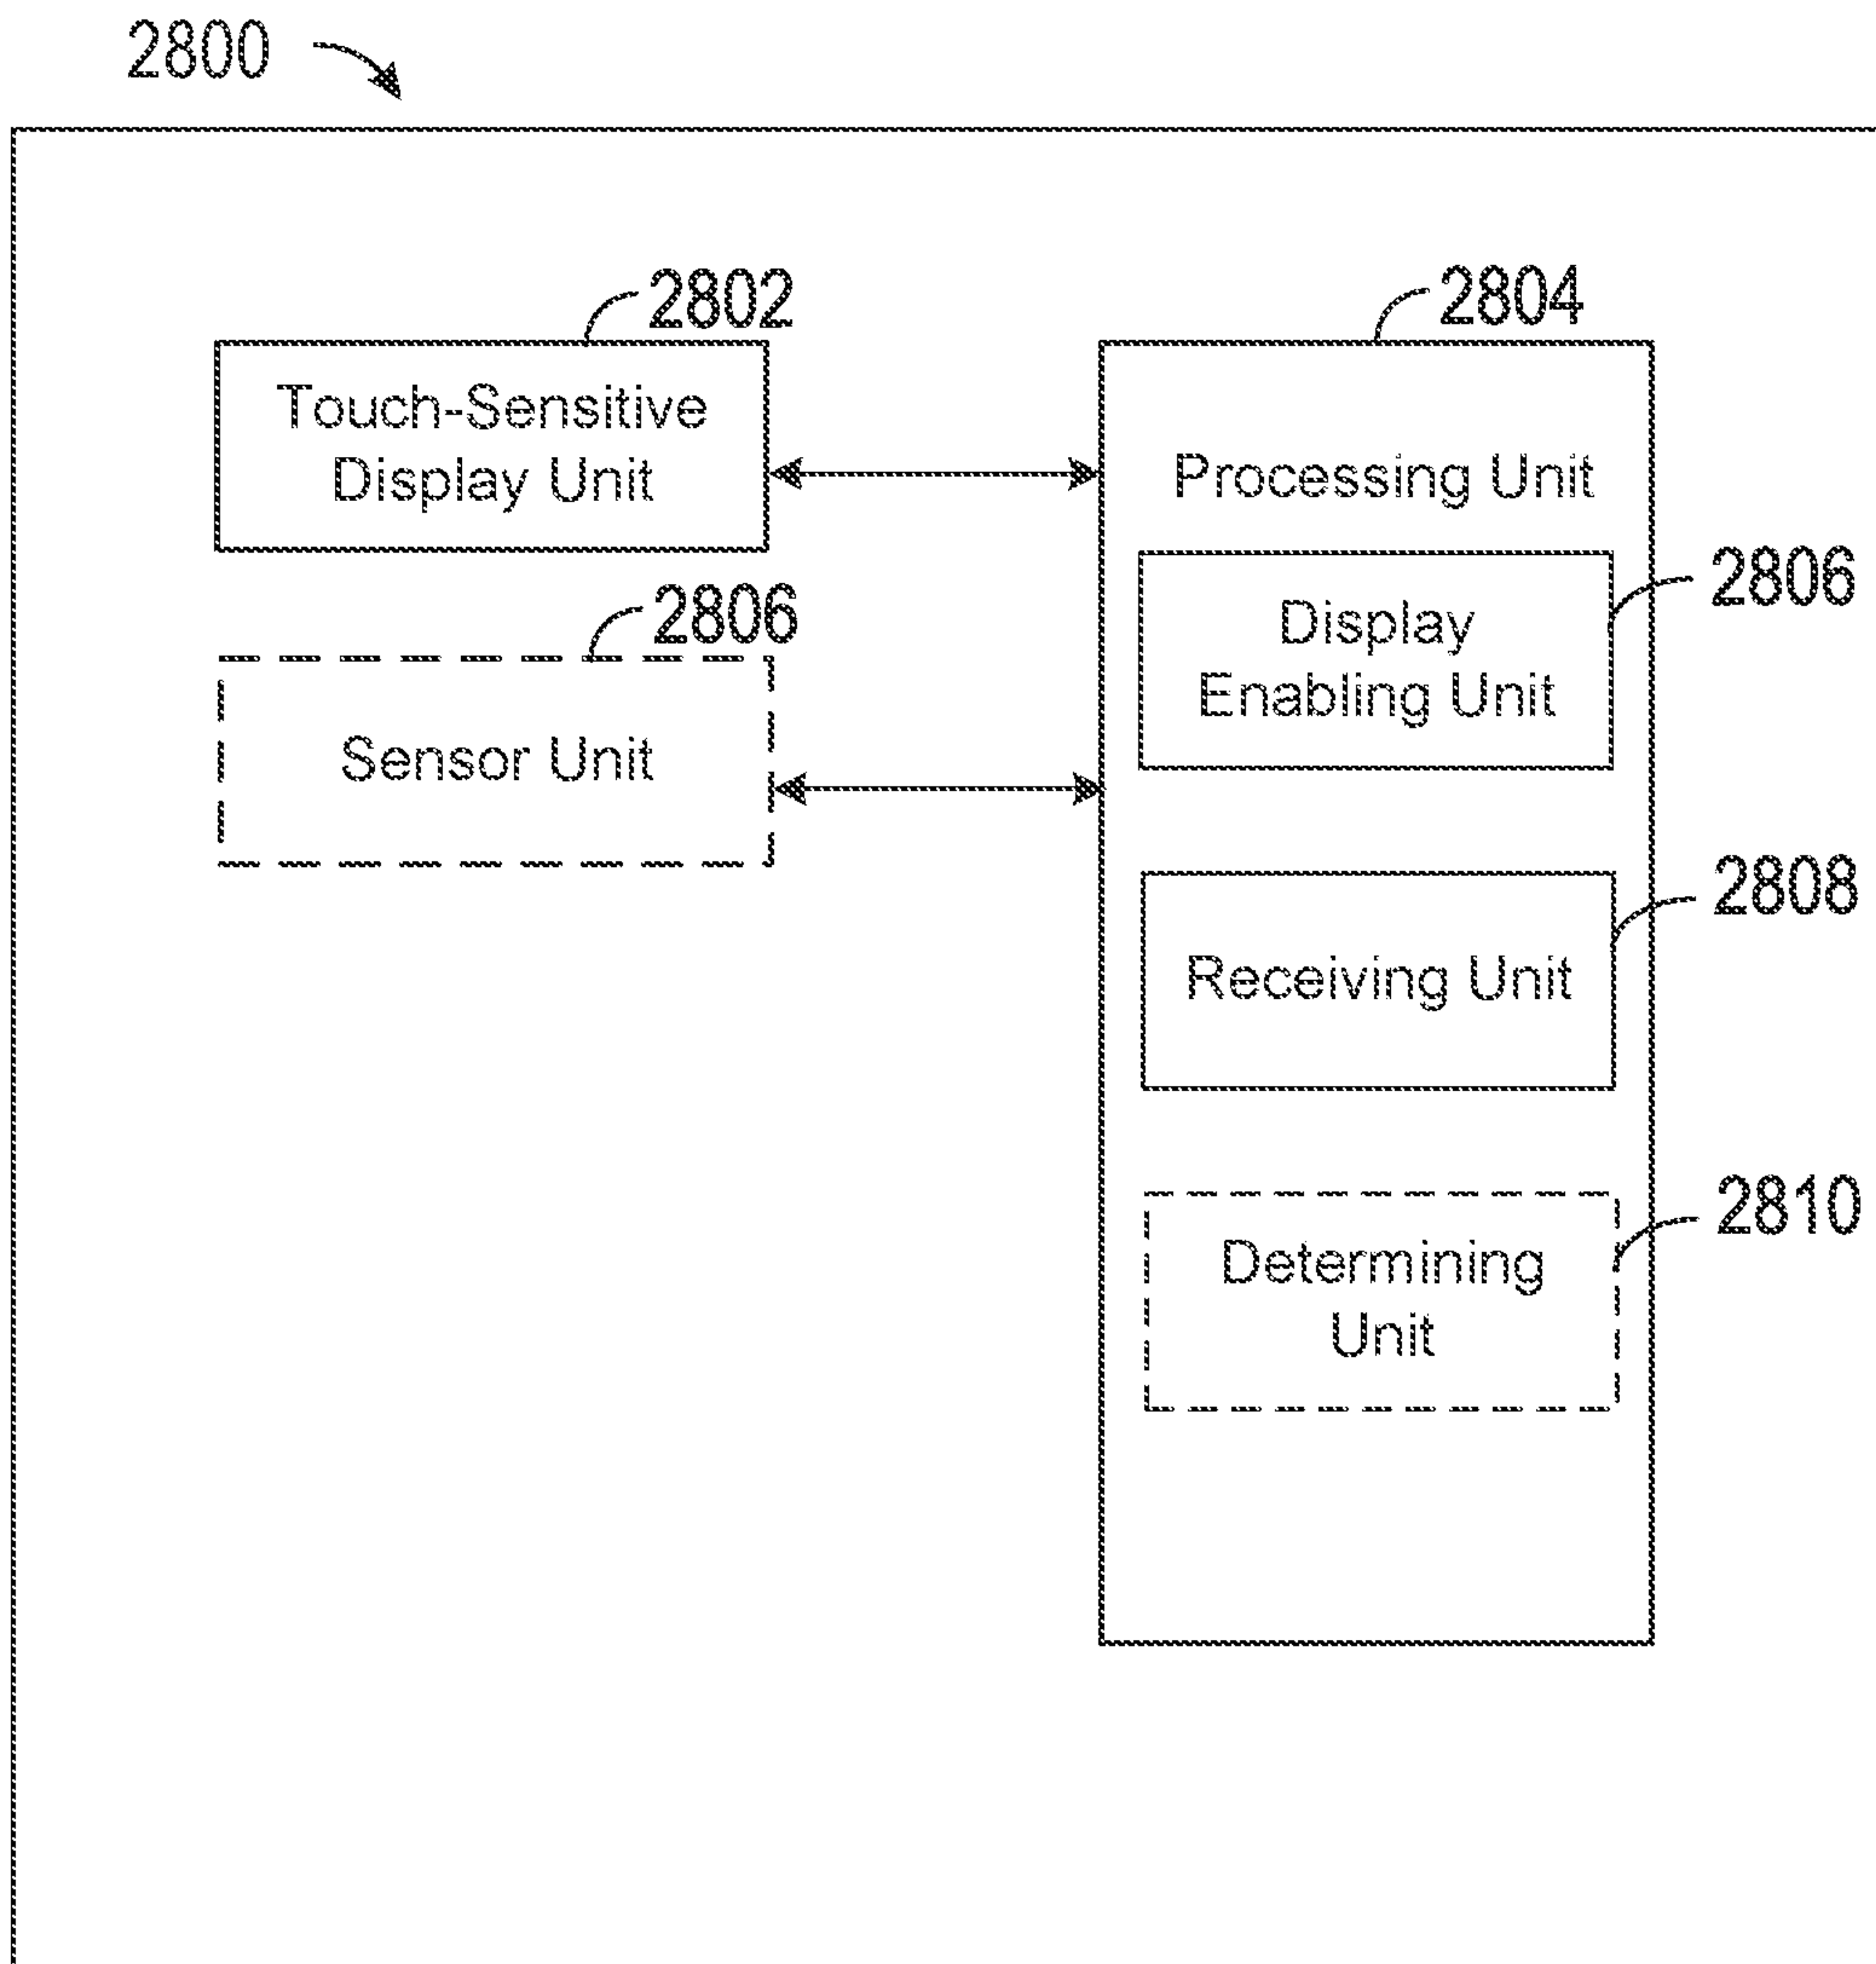 2800
2802
Touch-Sensitive
Display Unit
2806
Sensor Unit
2804
Processing Unit
2806
Display
Enabling Unit
2808
Receiving Unit
2810
Determining
Unit